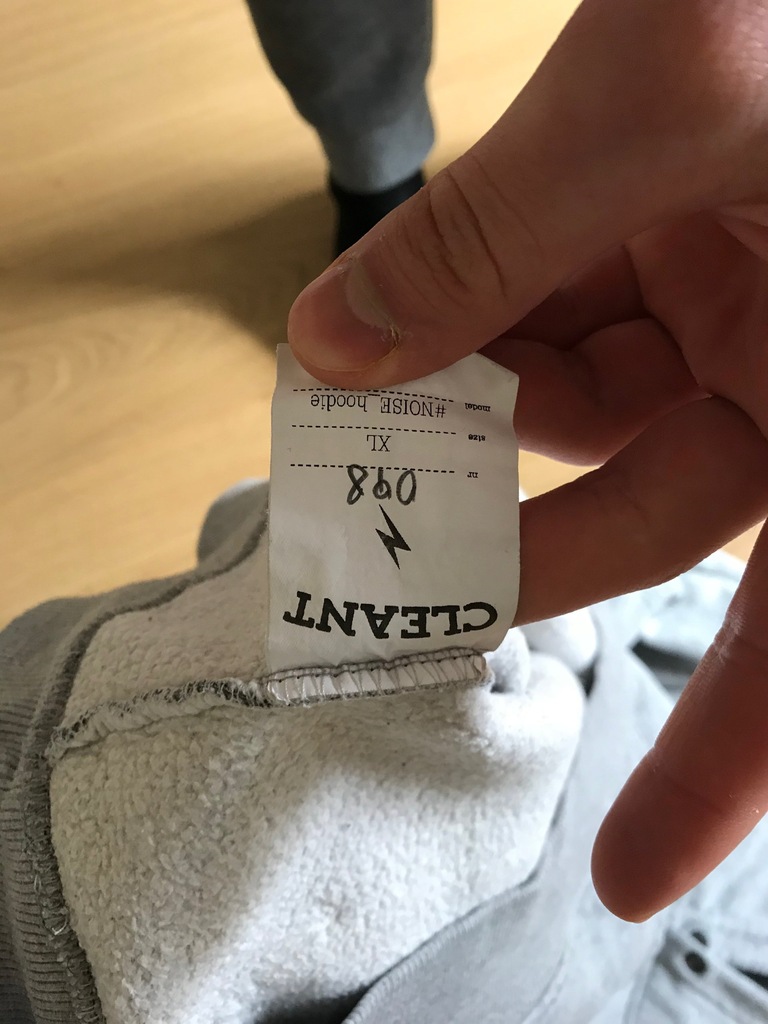 CLEANT
nr 098
size XL
model #NOISE_hoodie